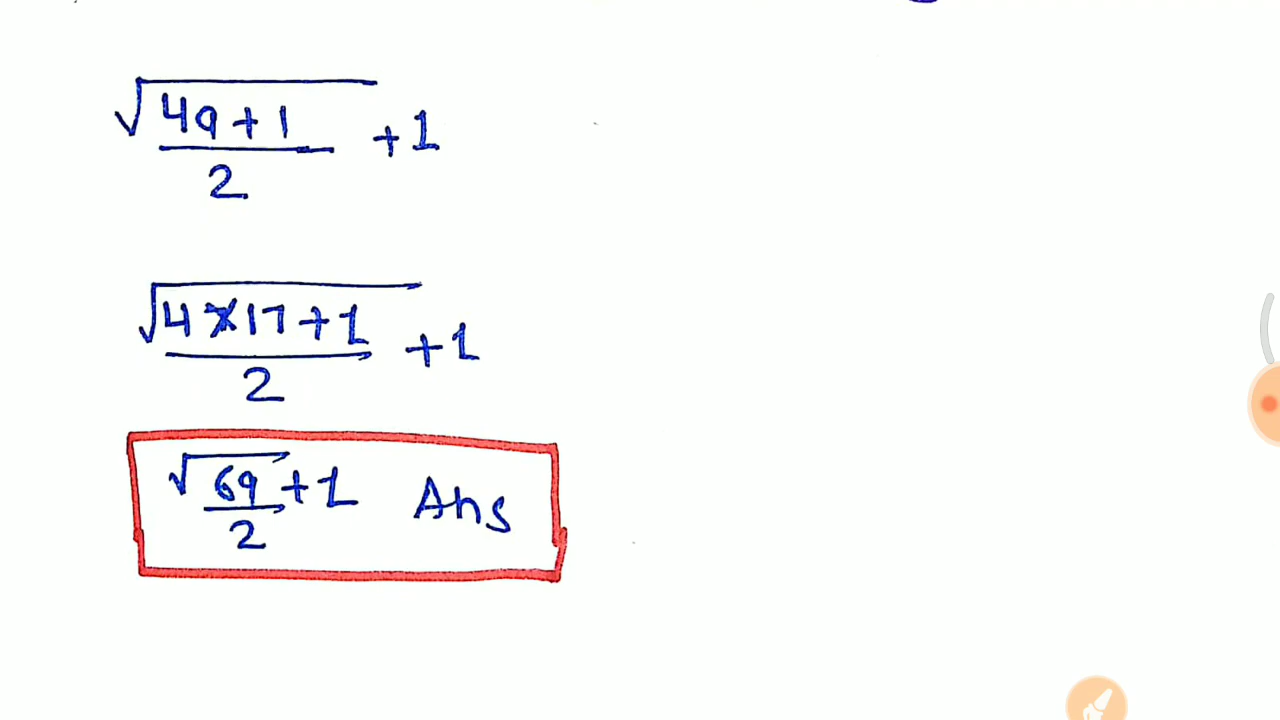 √4a+1/2 +1
√4×17+1/2 +1
√69/2 +1 Ans